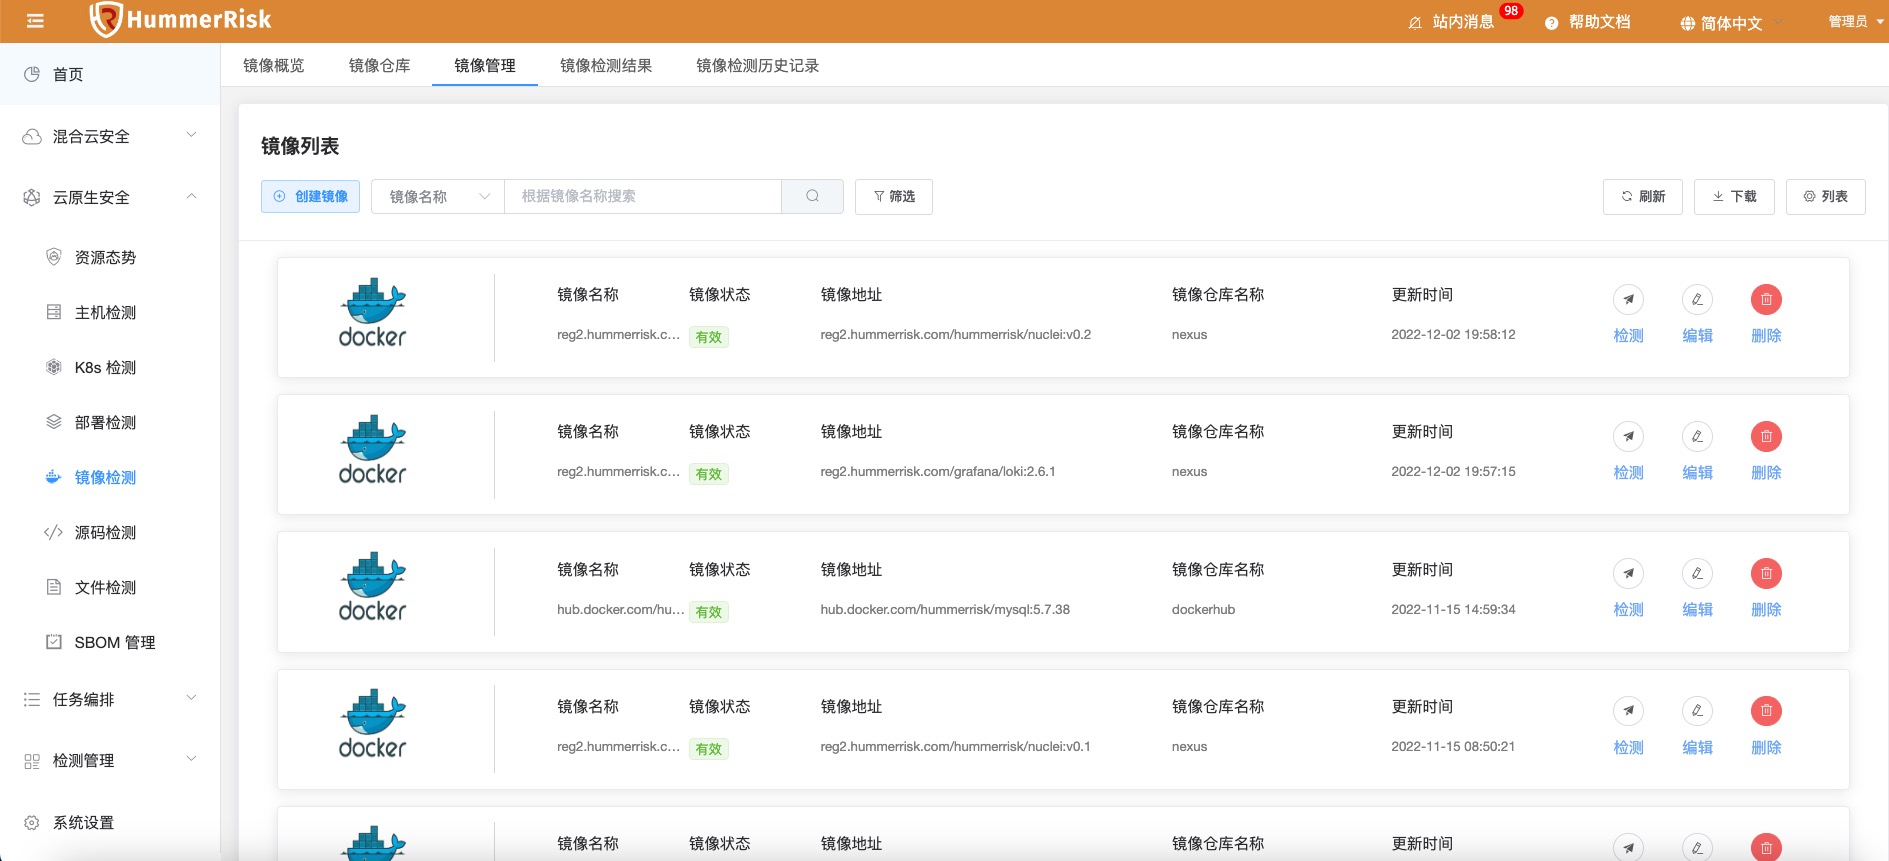 HummerRisk
站内消息 98
帮助文档
简体中文
管理员
首页
混合云安全
云原生安全
资源态势
主机检测
K8s 检测
部署检测
镜像检测
源码检测
文件检测
SBOM 管理
任务编排
检测管理
系统设置
镜像概览 镜像仓库 镜像管理 镜像检测结果 镜像检测历史记录
镜像列表
创建镜像 镜像名称 根据镜像名称搜索 筛选 刷新 下载 列表
docker
镜像名称 镜像状态 镜像地址 镜像仓库名称 更新时间
reg2.hummerrisk.c... 有效 reg2.hummerrisk.com/hummerrisk/nuclei:v0.2 nexus 2022-12-02 19:58:12 检测 编辑 删除
docker
镜像名称 镜像状态 镜像地址 镜像仓库名称 更新时间
reg2.hummerrisk.c... 有效 reg2.hummerrisk.com/grafana/loki:2.6.1 nexus 2022-12-02 19:57:15 检测 编辑 删除
docker
镜像名称 镜像状态 镜像地址 镜像仓库名称 更新时间
hub.docker.com/hu... 有效 hub.docker.com/hummerrisk/mysql:5.7.38 dockerhub 2022-11-15 14:59:34 检测 编辑 删除
docker
镜像名称 镜像状态 镜像地址 镜像仓库名称 更新时间
reg2.hummerrisk.c... 有效 reg2.hummerrisk.com/hummerrisk/nuclei:v0.1 nexus 2022-11-15 08:50:21 检测 编辑 删除
镜像名称 镜像状态 镜像地址 镜像仓库名称 更新时间